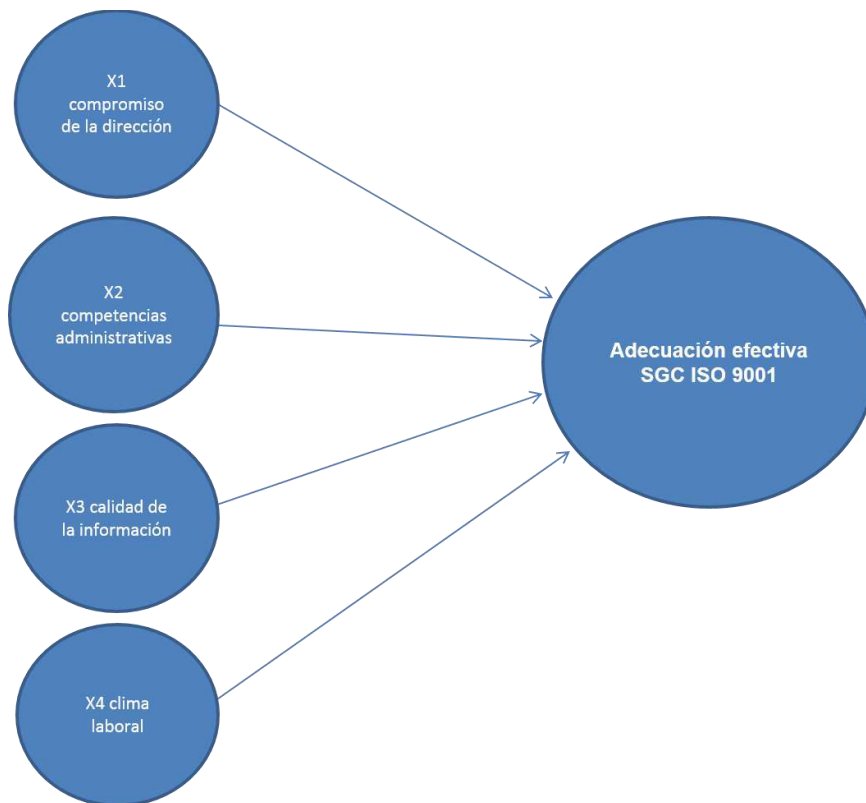 X1
compromiso
de la dirección
X2
competencias
administrativas
X3 calidad de
la información
X4 clima
laboral
Adecuación efectiva
SGC ISO 9001